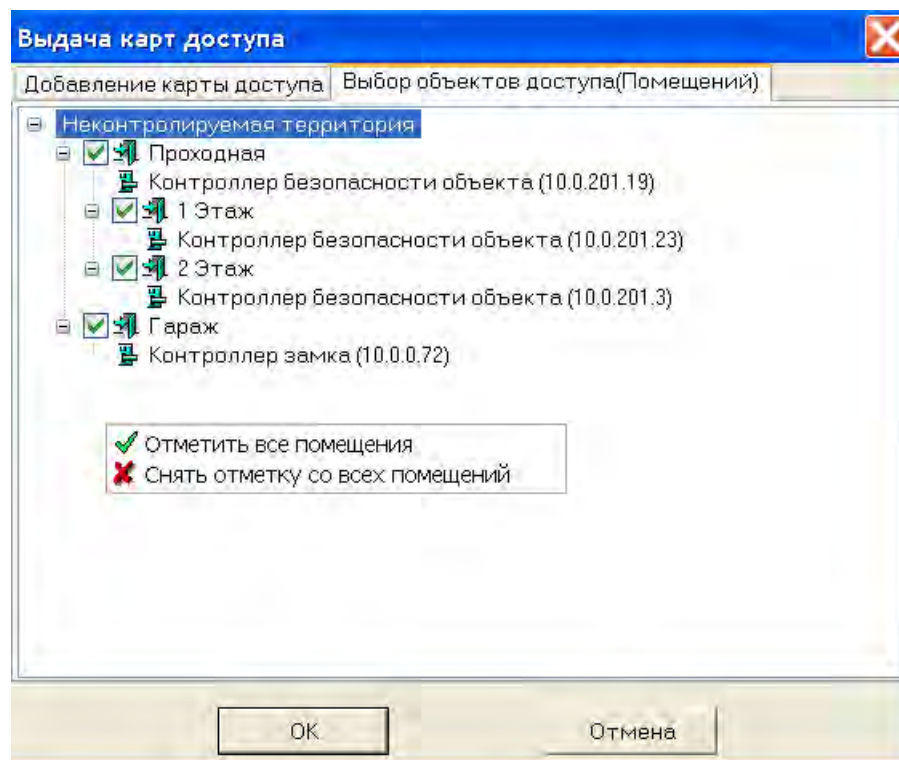 Выдача карт доступа
Добавление карты доступа Выбор объектов доступа(Помещений)
Неконтролируемая территория
Проходная
Контроллер безопасности объекта (10.0.201.19)
1 Этаж
Контроллер безопасности объекта (10.0.201.23)
2 Этаж
Контроллер безопасности объекта (10.0.201.3)
Гараж
Контроллер замка (10.0.0.72)
Отметить все помещения
Снять отметку со всех помещений
OK Отмена